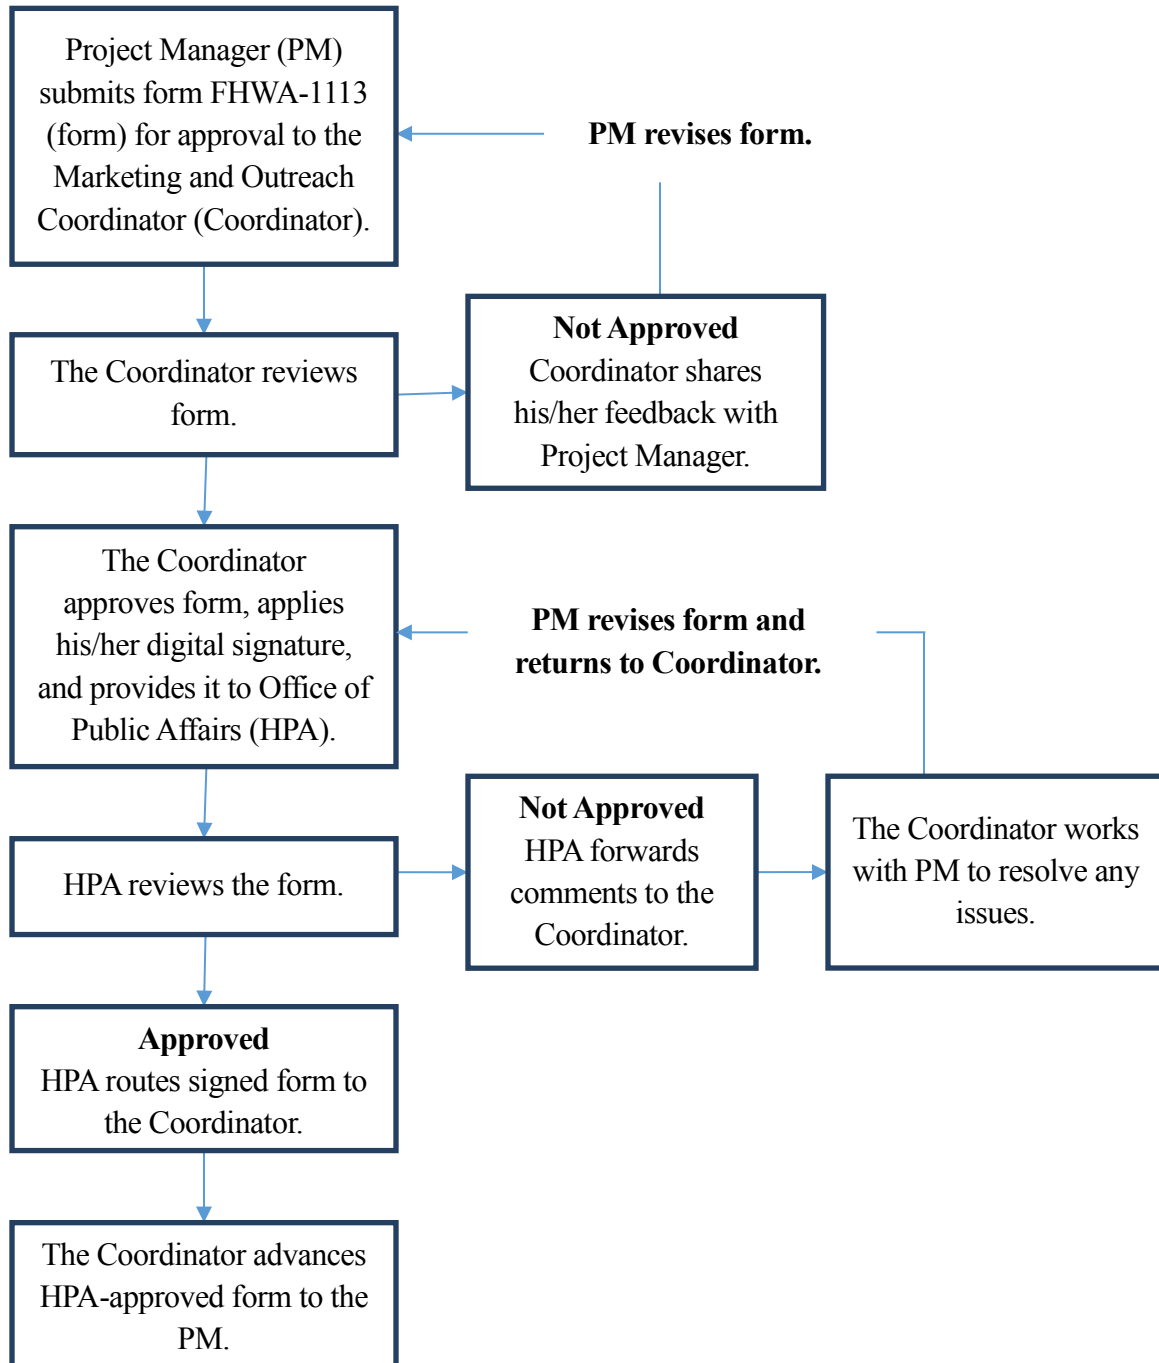 Project Manager (PM)
submits form FHWA-1113
(form) for approval to the
Marketing and Outreach
Coordinator (Coordinator).
PM revises form.
The Coordinator reviews
form.
Not Approved
Coordinator shares
his/her feedback with
Project Manager.
The Coordinator
approves form, applies
his/her digital signature,
and provides it to Office of
Public Affairs (HPA).
PM revises form and
returns to Coordinator.
HPA reviews the form.
Not Approved
HPA forwards
comments to the
Coordinator.
The Coordinator works
with PM to resolve any
issues.
Approved
HPA routes signed form to
the Coordinator.
The Coordinator advances
HPA-approved form to the
PM.